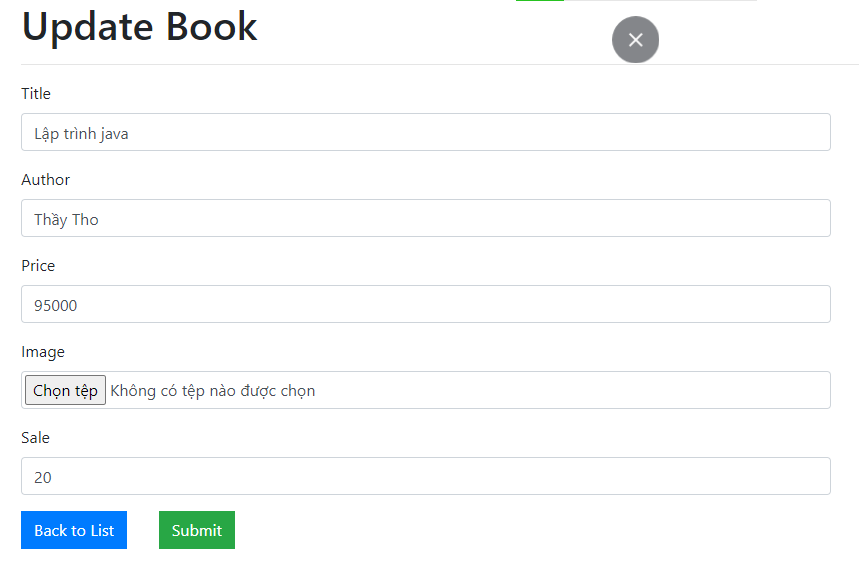 Update Book
Title
Lập trình java
Author
Thầy Tho
Price
95000
Image
Chọn tệp Không có tệp nào được chọn
Sale
20
Back to List Submit